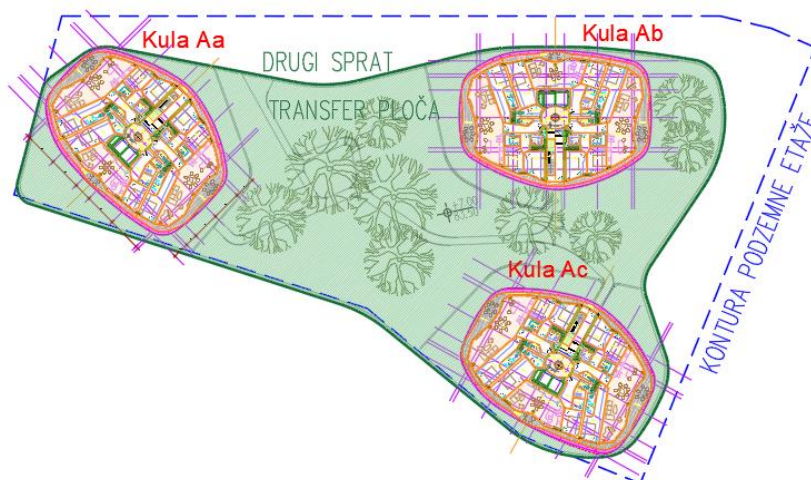 Kula Aa
DRUGI SPRAT
Kula Ab
TRANSFER PLOČA
Kula Ac
KONTURA PODZEMNE ETAŽE